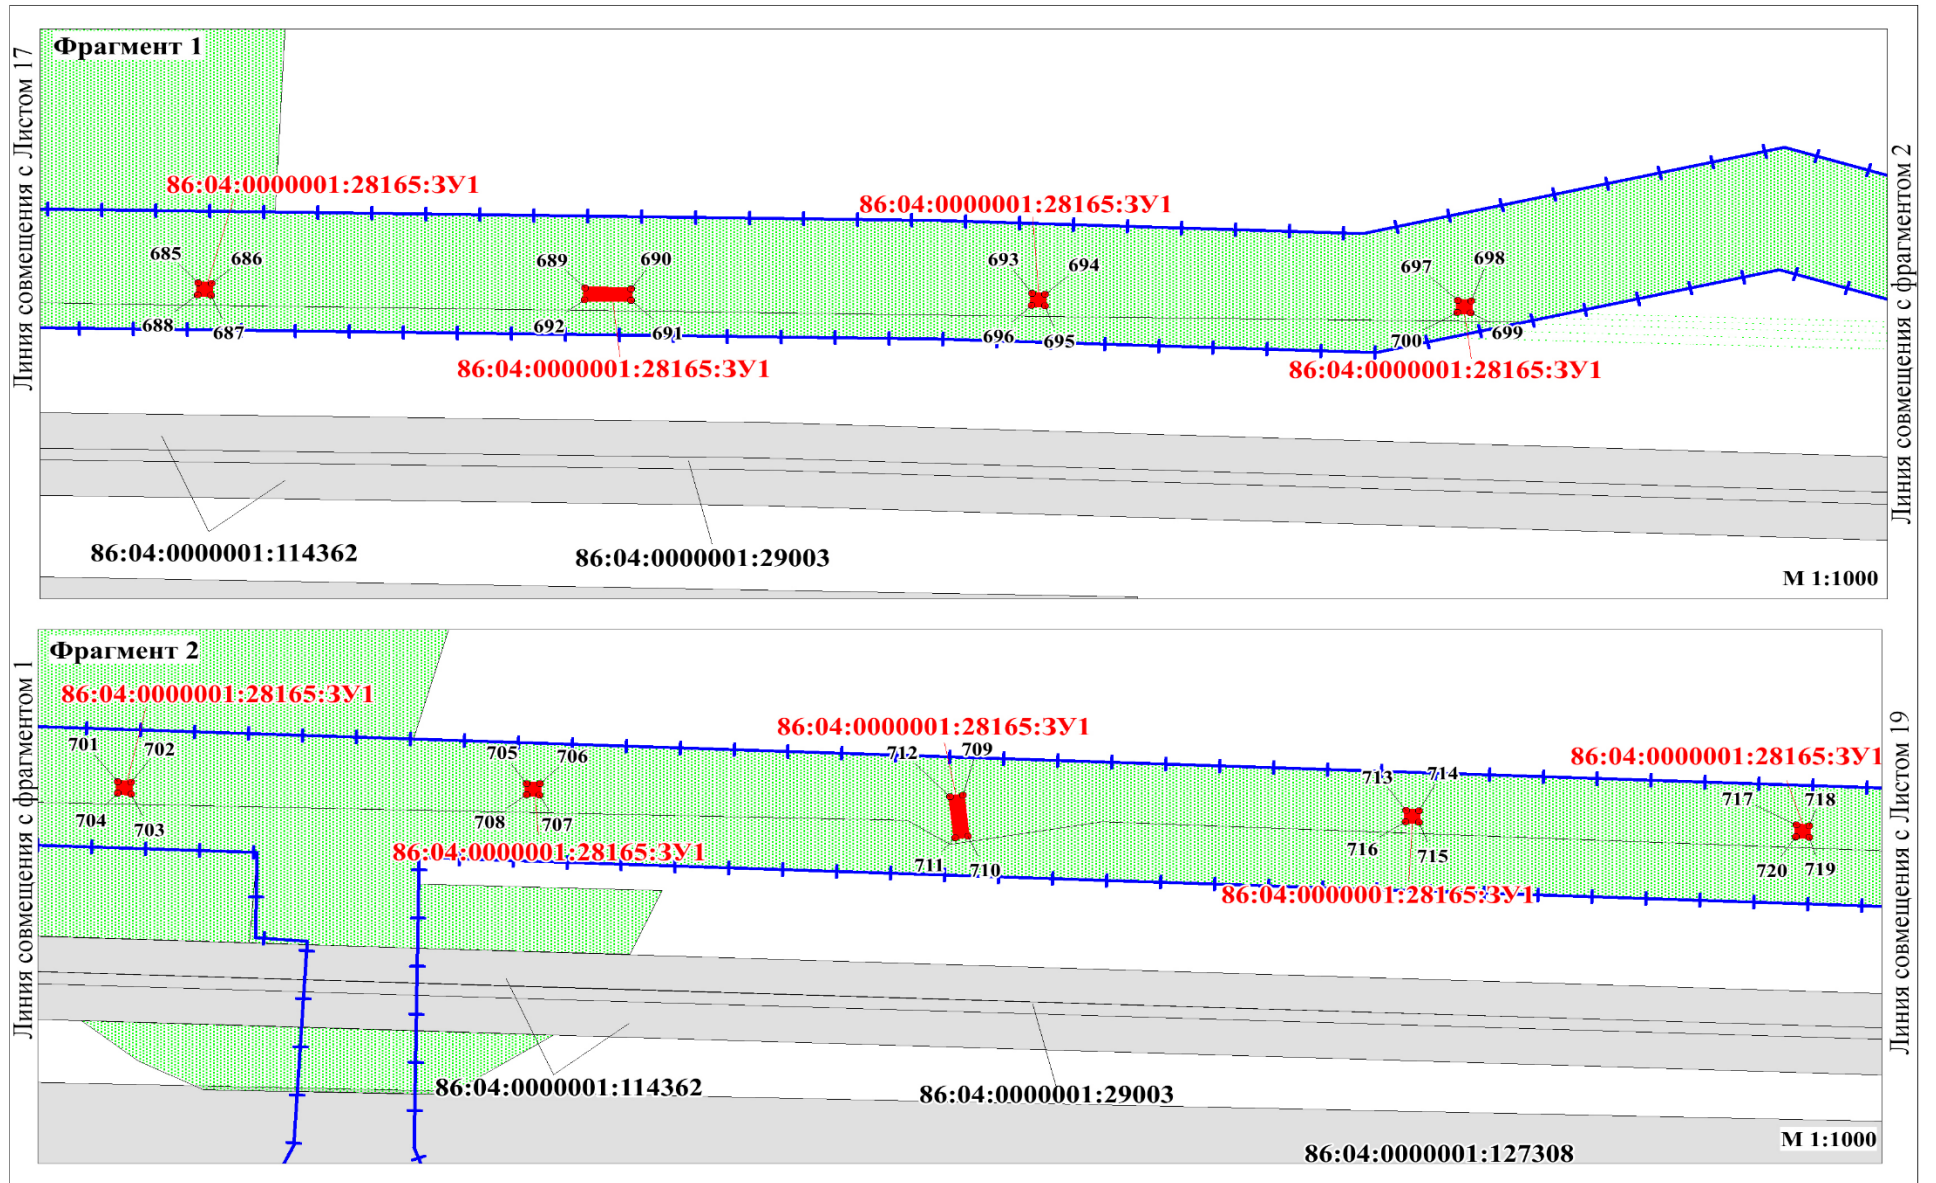 Фрагмент 1
Линия совмещения с Листом 17
86:04:0000001:28165:ЗУ1
86:04:0000001:28165:ЗУ1
685
686
689
690
693
694
697
698
688
687
692
691
696
695
700
699
86:04:0000001:28165:ЗУ1
86:04:0000001:28165:ЗУ1
Линия совмещения с фрагментом 2
86:04:0000001:114362
86:04:0000001:29003
М 1:1000
Фрагмент 2
Линия совмещения с фрагментом 1
86:04:0000001:28165:ЗУ1
86:04:0000001:28165:ЗУ1
86:04:0000001:28165:ЗУ1
701
702
705
706
712
709
713
714
717
718
704
703
708
707
711
710
716
715
720
719
86:04:0000001:28165:ЗУ1
86:04:0000001:28165:ЗУ1
Линия совмещения с Листом 19
86:04:0000001:114362
86:04:0000001:29003
М 1:1000
86:04:0000001:127308